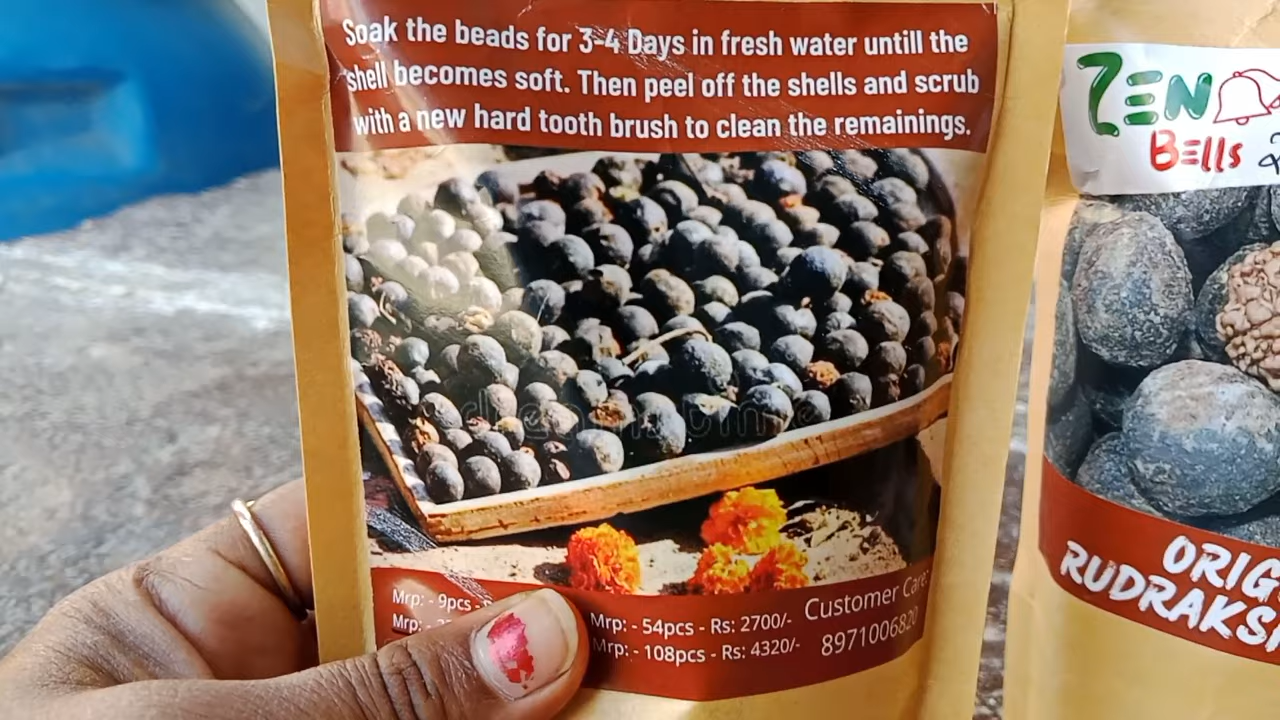 Soak the beads for 3-4 Days in fresh water untill the
shell becomes soft. Then peel off the shells and scrub
with a new hard tooth brush to clean the remainings.
dreamstime
Mrp: - 9pcs -
Mrp: -
Mrp: - 54pcs - Rs: 2700/-
Mrp: - 108pcs - Rs: 4320/-
Customer Care:
8971006820
ZEN
Bells
ORIG
RUDRAKS